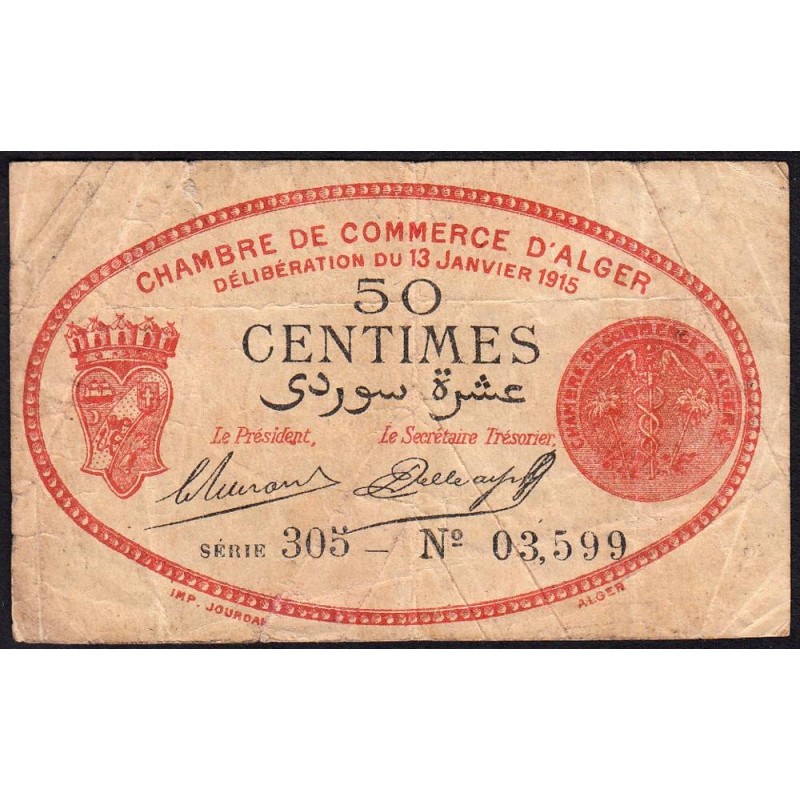 CHAMBRE DE COMMERCE D'ALGER
DÉLIBÉRATION DU 13 JANVIER 1915
50
CENTIMES
عشرة سوردي
Le Président, Le Secrétaire Trésorier,
CHAMBRE DE COMMERCE D'ALGER
SÉRIE 305 — Nº 03,599
IMP. JOURDAN ALGER